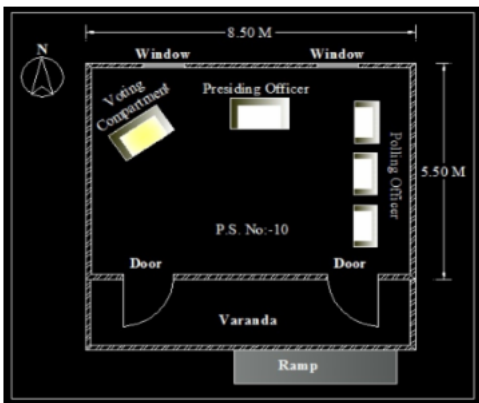 8.50 M
N
Window
Window
Voting
Compartment
Presiding Officer
Polling Officer
5.50 M
P.S. No:-10
Door
Door
Varanda
Ramp